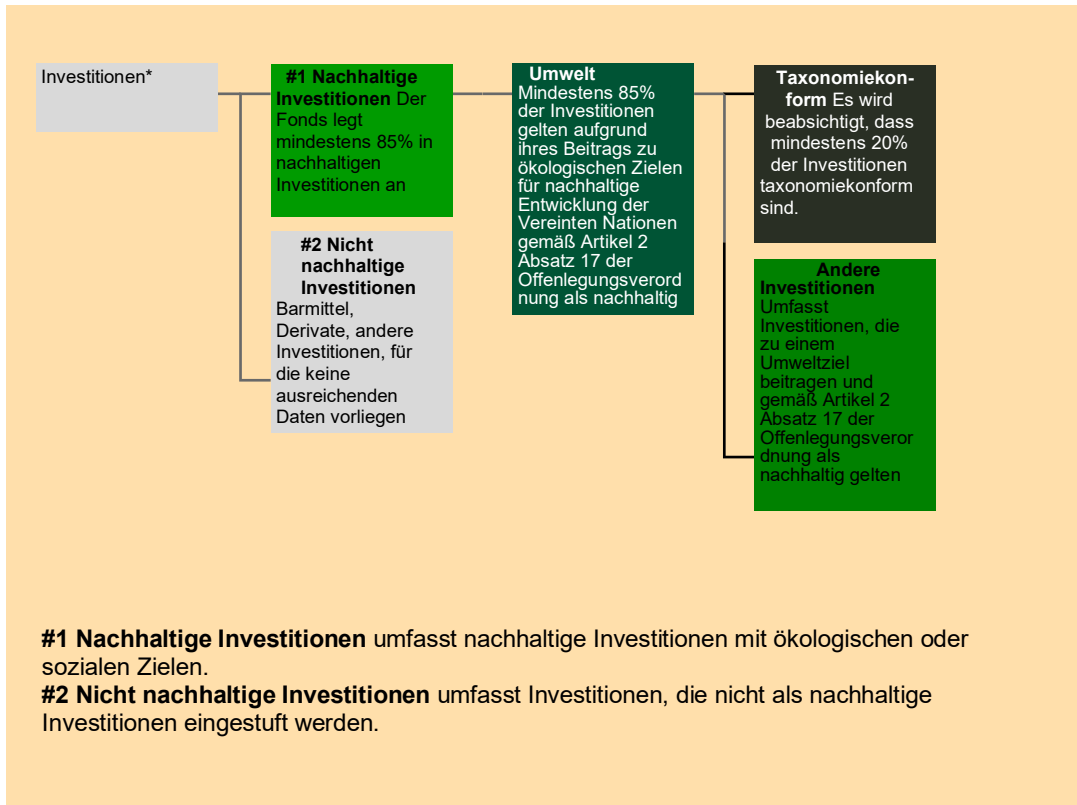 Investitionen*
#1 Nachhaltige
Investitionen Der
Fonds legt
mindestens 85% in
nachhaltigen
Investitionen an
#2 Nicht
nachhaltige
Investitionen
Barmittel,
Derivate, andere
Investitionen, für
die keine
ausreichenden
Daten vorliegen
Umwelt
Mindestens 85%
der Investitionen
gelten aufgrund
ihres Beitrags zu
ökologischen Zielen
für nachhaltige
Entwicklung der
Vereinten Nationen
gemäß Artikel 2
Absatz 17 der
Offenlegungsverord
nung als nachhaltig
Taxonomiekon-
form Es wird
beabsichtigt, dass
mindestens 20%
der Investitionen
taxonomiekonform
sind.
Andere
Investitionen
Umfasst
Investitionen, die
zu einem
Umweltziel
beitragen und
gemäß Artikel 2
Absatz 17 der
Offenlegungsveror
dnung als
nachhaltig gelten
#1 Nachhaltige Investitionen umfasst nachhaltige Investitionen mit ökologischen oder
sozialen Zielen.
#2 Nicht nachhaltige Investitionen umfasst Investitionen, die nicht als nachhaltige
Investitionen eingestuft werden.